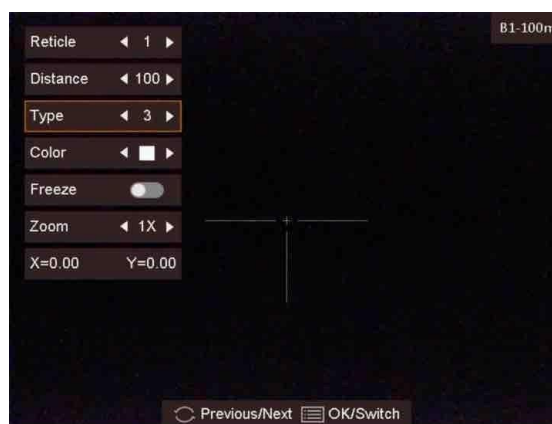 B1-100m
Reticle 1
Distance 100
Type 3
Color
Freeze
Zoom 1X
X=0.00 Y=0.00
Previous/Next OK/Switch